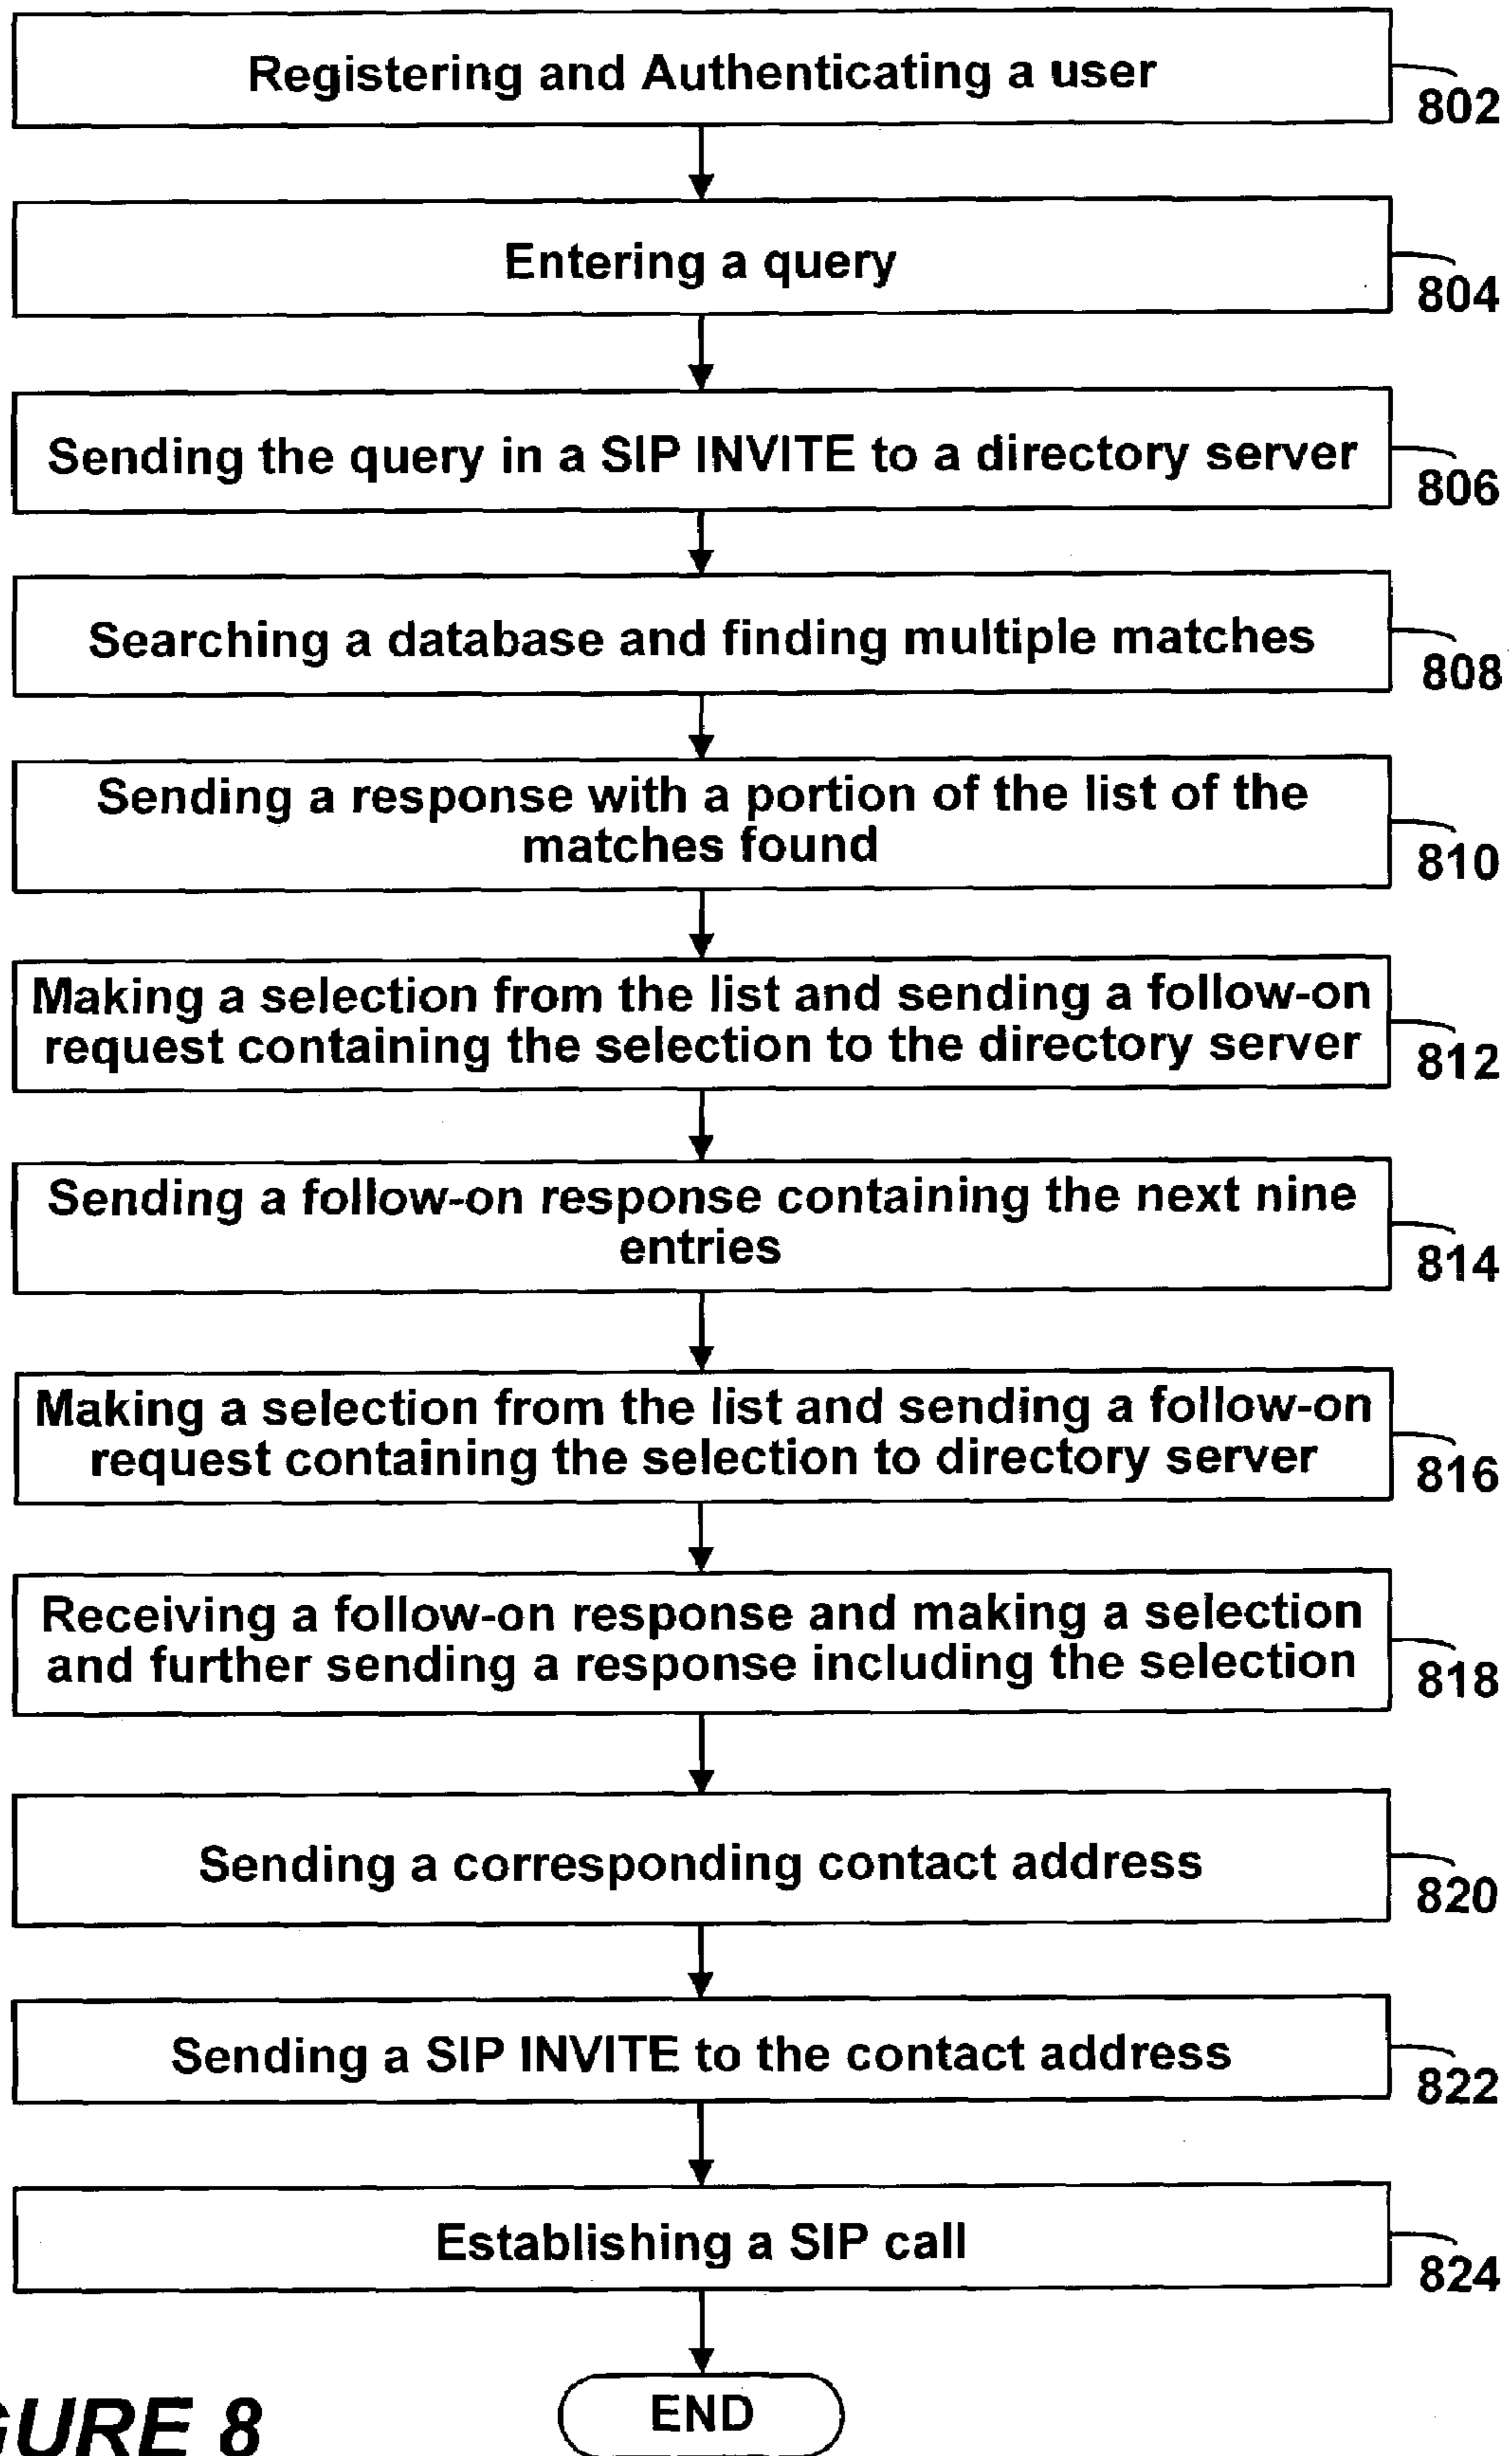 Registering and Authenticating a user
802
Entering a query
804
Sending the query in a SIP INVITE to a directory server
806
Searching a database and finding multiple matches
808
Sending a response with a portion of the list of the
matches found
810
Making a selection from the list and sending a follow-on
request containing the selection to the directory server
812
Sending a follow-on response containing the next nine
entries
814
Making a selection from the list and sending a follow-on
request containing the selection to directory server
816
Receiving a follow-on response and making a selection
and further sending a response including the selection
818
Sending a corresponding contact address
820
Sending a SIP INVITE to the contact address
822
Establishing a SIP call
824
END
GURE 8